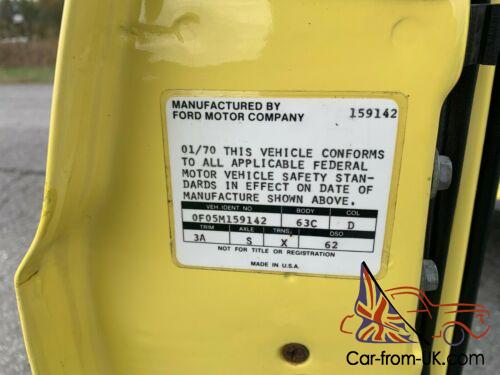 MANUFACTURED BY
FORD MOTOR COMPANY 159142
01/70 THIS VEHICLE CONFORMS
TO ALL APPLICABLE FEDERAL
MOTOR VEHICLE SAFETY STAN-
DARDS IN EFFECT ON DATE OF
MANUFACTURE SHOWN ABOVE.
VEH. IDENT NO BODY COL
0F05M159142 63C D
TRIM AXLE TRNS. DSO
3A S X 62
NOT FOR TITLE OR REGISTRATION
MADE IN U.S.A.
Car-from-UK.com